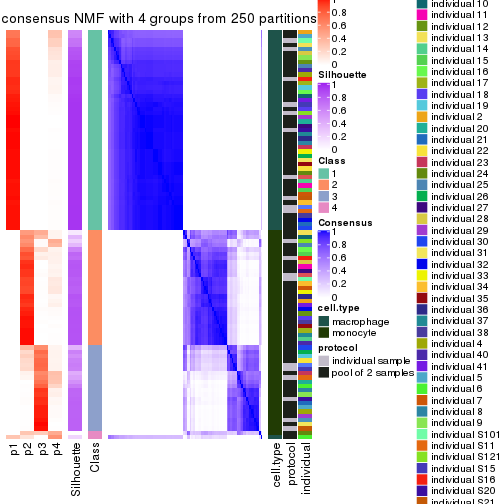 consensus NMF with 4 groups from 250 partitions
p1
p2
p3
p4
Silhouette
Class
cell.type
protocol
individual
0.8
0.6
0.4
0.2
0
Silhouette
1
0.8
0.6
0.4
0.2
0
Class
1
2
3
4
Consensus
1
0.8
0.6
0.4
0.2
0
cell.type
macrophage
monocyte
protocol
individual sample
pool of 2 samples
individual 10
individual 11
individual 12
individual 13
individual 14
individual 15
individual 16
individual 17
individual 18
individual 19
individual 2
individual 20
individual 21
individual 22
individual 23
individual 24
individual 25
individual 26
individual 27
individual 28
individual 29
individual 30
individual 31
individual 32
individual 33
individual 34
individual 35
individual 36
individual 37
individual 38
individual 4
individual 40
individual 41
individual 5
individual 6
individual 7
individual 8
individual 9
individual S101
individual S11
individual S121
individual S15
individual S16
individual S20
individual S21